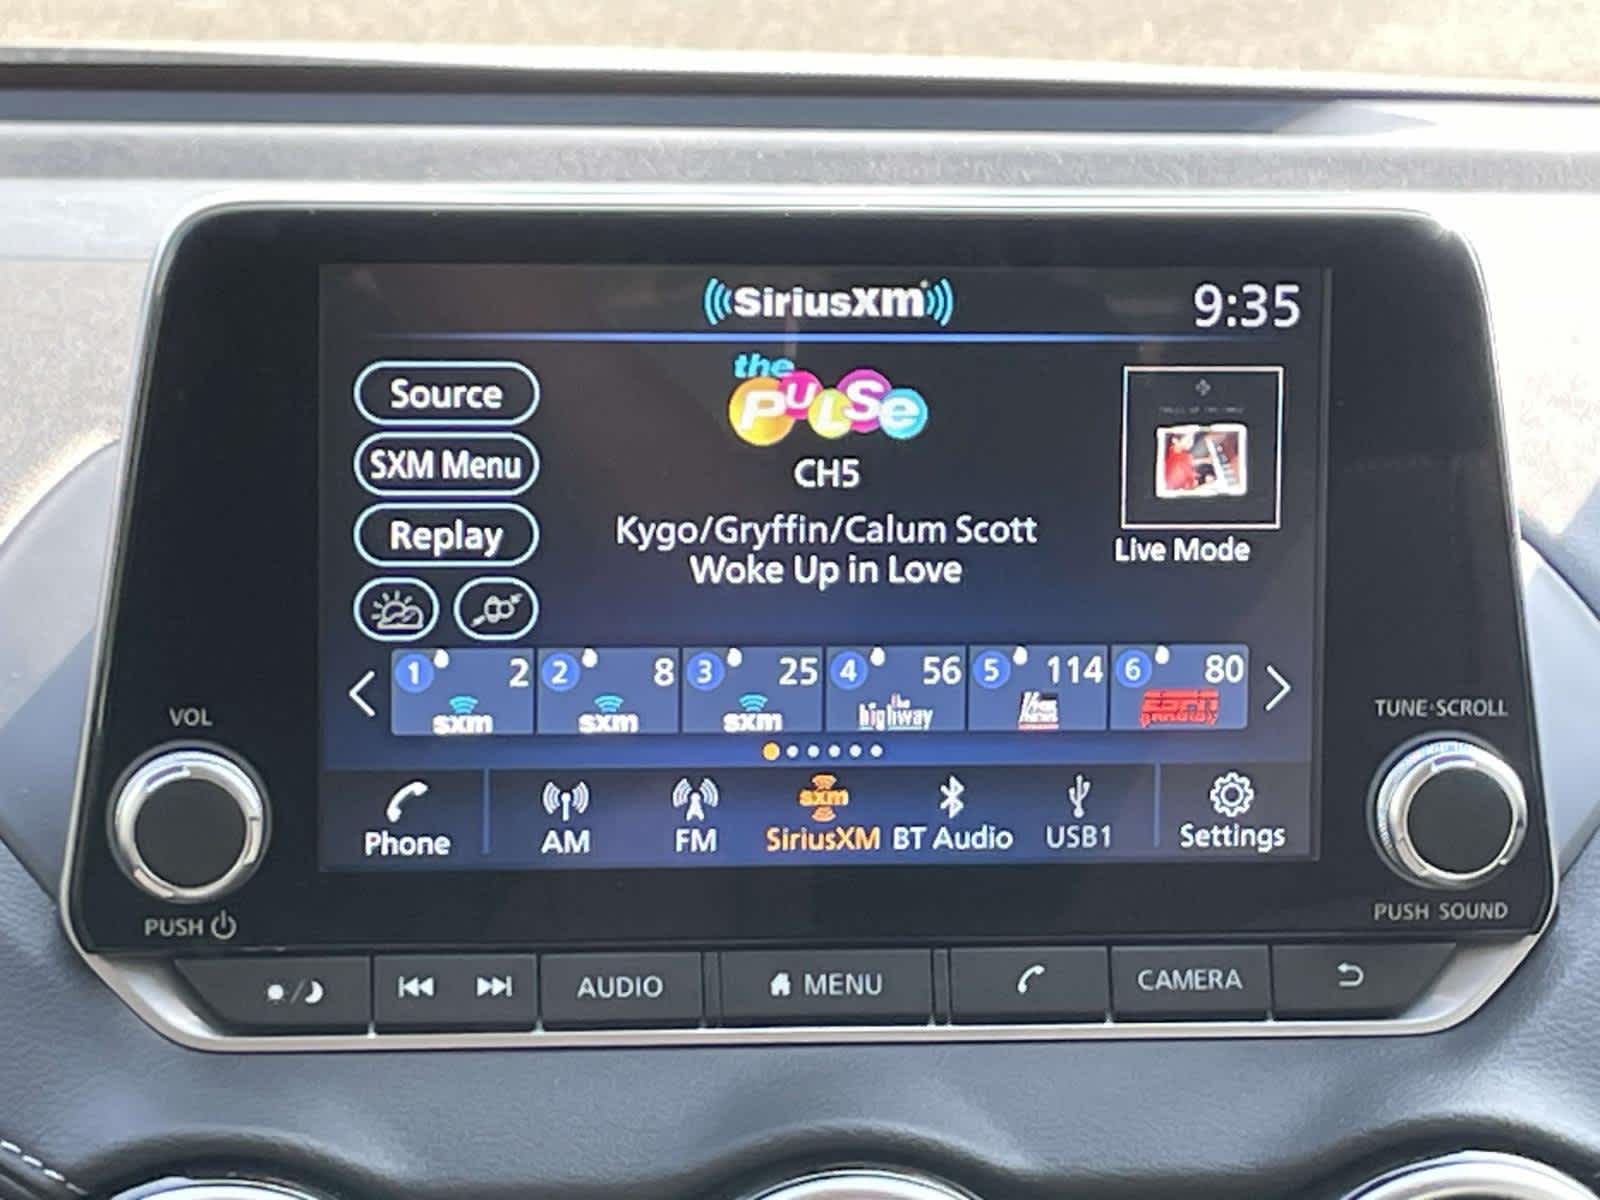 SiriusXM
9:35
Source
SXM Menu
Replay
the
PULSE
CH5
Kygo/Gryffin/Calum Scott
Woke Up in Love
Live Mode
1 2
sxm
2 8
sxm
3 25
sxm
4 56
the
highway
5 114
FOX
NEWS
6 80
ESPN
Phone
AM
FM
sxm
SiriusXM
BT Audio
USB1
Settings
VOL
PUSH
TUNE·SCROLL
PUSH SOUND
AUDIO
MENU
CAMERA